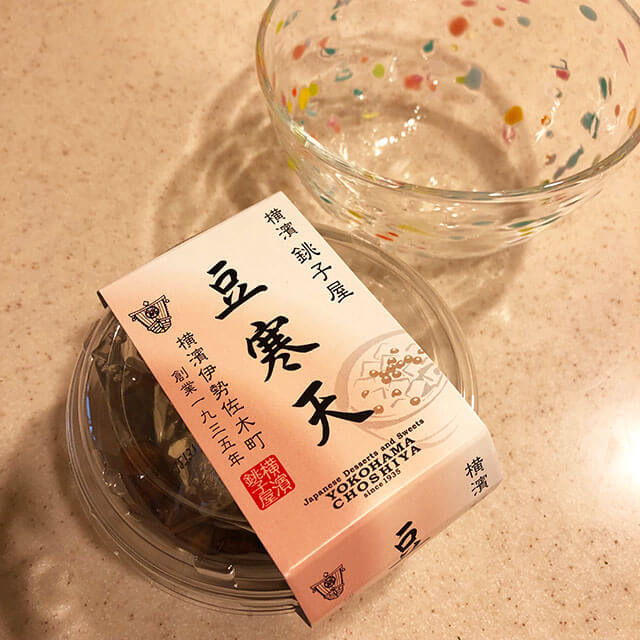 横濱 銚子屋
豆寒天
横濱伊勢佐木町
創業一九三五年
横濱
銚子屋
Japanese Desserts and Sweets
YOKOHAMA
CHOSHIYA
since 1935
横濱
豆